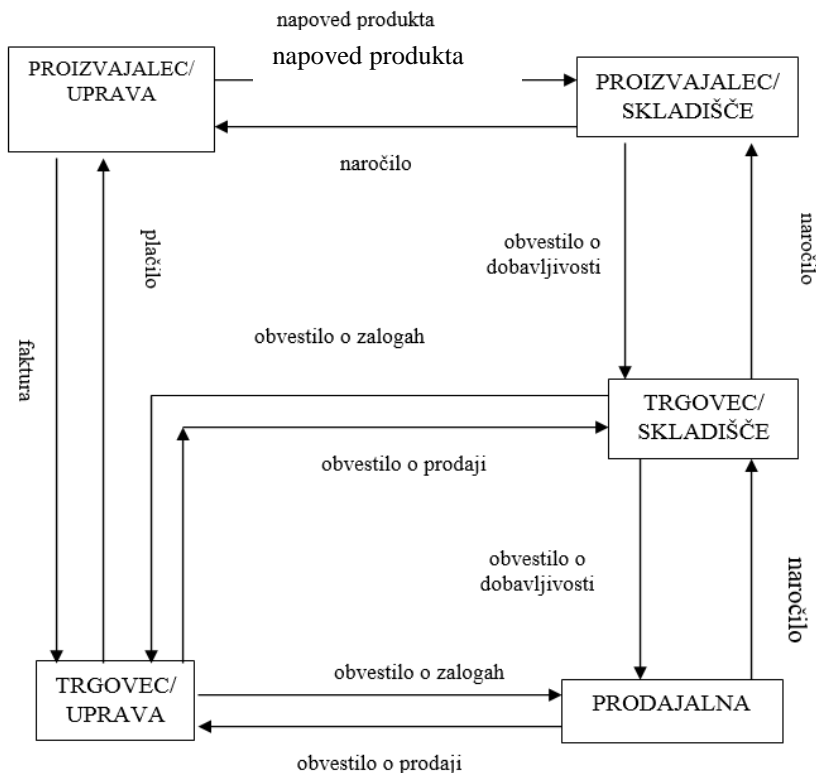 napoved produkta
napoved produkta
PROIZVAJALEC/
UPRAVA
PROIZVAJALEC/
SKLADIŠČE
naročilo
plačilo
faktura
obvestilo o
dobavljivosti
naročilo
obvestilo o zalogah
TRGOVEC/
SKLADIŠČE
obvestilo o prodaji
obvestilo o
dobavljivosti
naročilo
TRGOVEC/
UPRAVA
obvestilo o zalogah
PRODAJALNA
obvestilo o prodaji